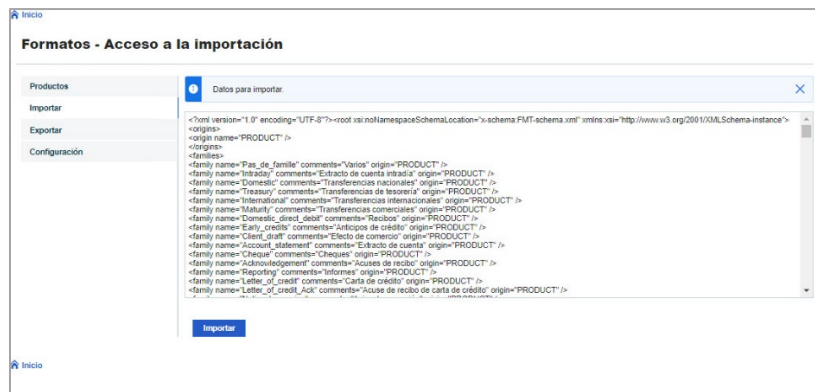 Inicio
Formatos - Acceso a la importación
Productos
Importar
Exportar
Configuración
Datos para importar.
<?xml version="1.0" encoding="UTF-8"?><root xsi:noNamespaceSchemaLocation="x-schema:FMT-schema.xml" xmlns:xsi="http://www.w3.org/2001/XMLSchema-instance">
<origins>
<origin name="PRODUCT" />
</origins>
<families>
<family name="Pas_de_famille" comments="Varios" origin="PRODUCT" />
<family name="Intraday" comments="Extracto de cuenta intradía" origin="PRODUCT" />
<family name="Domestic" comments="Transferencias nacionales" origin="PRODUCT" />
<family name="Treasury" comments="Transferencias de tesorería" origin="PRODUCT" />
<family name="International" comments="Transferencias internacionales" origin="PRODUCT" />
<family name="Maturity" comments="Transferencias comerciales" origin="PRODUCT" />
<family name="Domestic_direct_debit" comments="Recibos" origin="PRODUCT" />
<family name="Early_credits" comments="Anticipos de crédito" origin="PRODUCT" />
<family name="Client_draft" comments="Efecto de comercio" origin="PRODUCT" />
<family name="Account_statement" comments="Extracto de cuenta" origin="PRODUCT" />
<family name="Cheque" comments="Cheques" origin="PRODUCT" />
<family name="Acknowledgement" comments="Acuses de recibo" origin="PRODUCT" />
<family name="Reporting" comments="Informes" origin="PRODUCT" />
<family name="Letter_of_credit" comments="Carta de crédito" origin="PRODUCT" />
<family name="Letter_of_credit_Ack" comments="Acuse de recibo de carta de crédito" origin="PRODUCT" />
Importar
Inicio